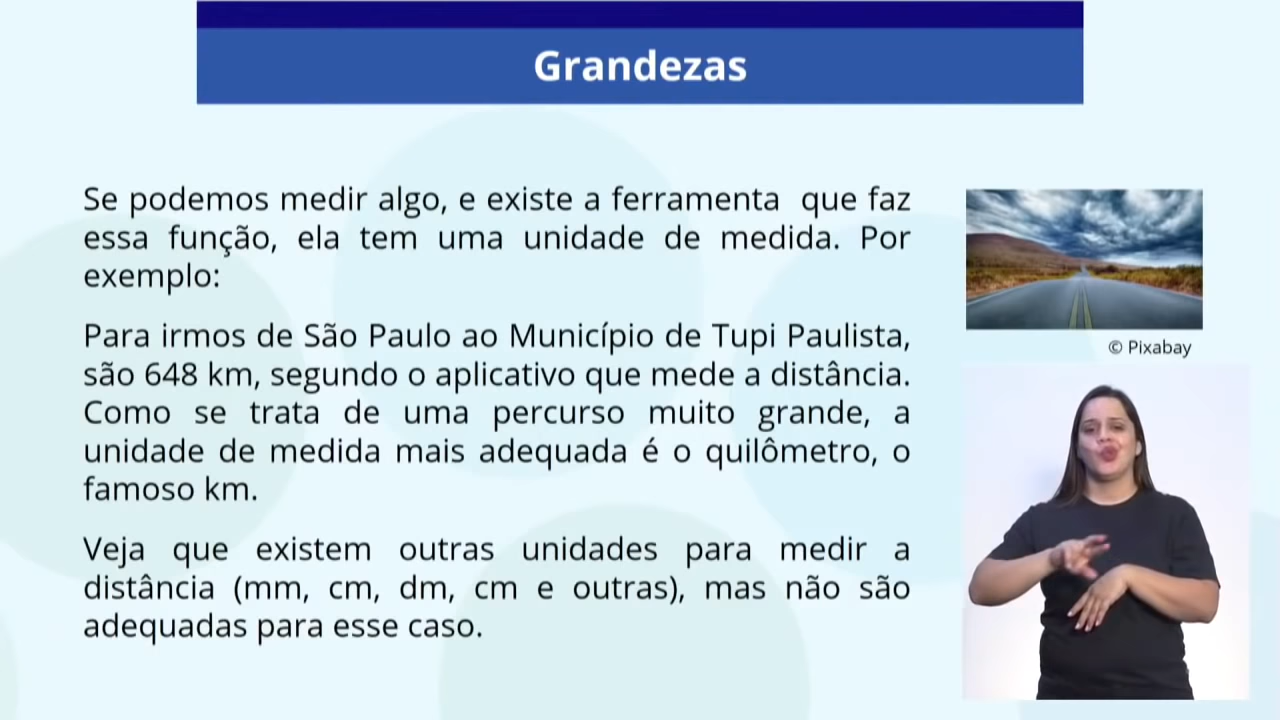 Grandezas
Se podemos medir algo, e existe a ferramenta  que faz
essa função, ela tem uma unidade de medida. Por
exemplo:
Para irmos de São Paulo ao Município de Tupi Paulista,
são 648 km, segundo o aplicativo que mede a distância.
Como se trata de uma percurso muito grande, a
unidade de medida mais adequada é o quilômetro, o
famoso km.
Veja que existem outras unidades para medir a
distância (mm, cm, dm, cm e outras), mas não são
adequadas para esse caso.
© Pixabay